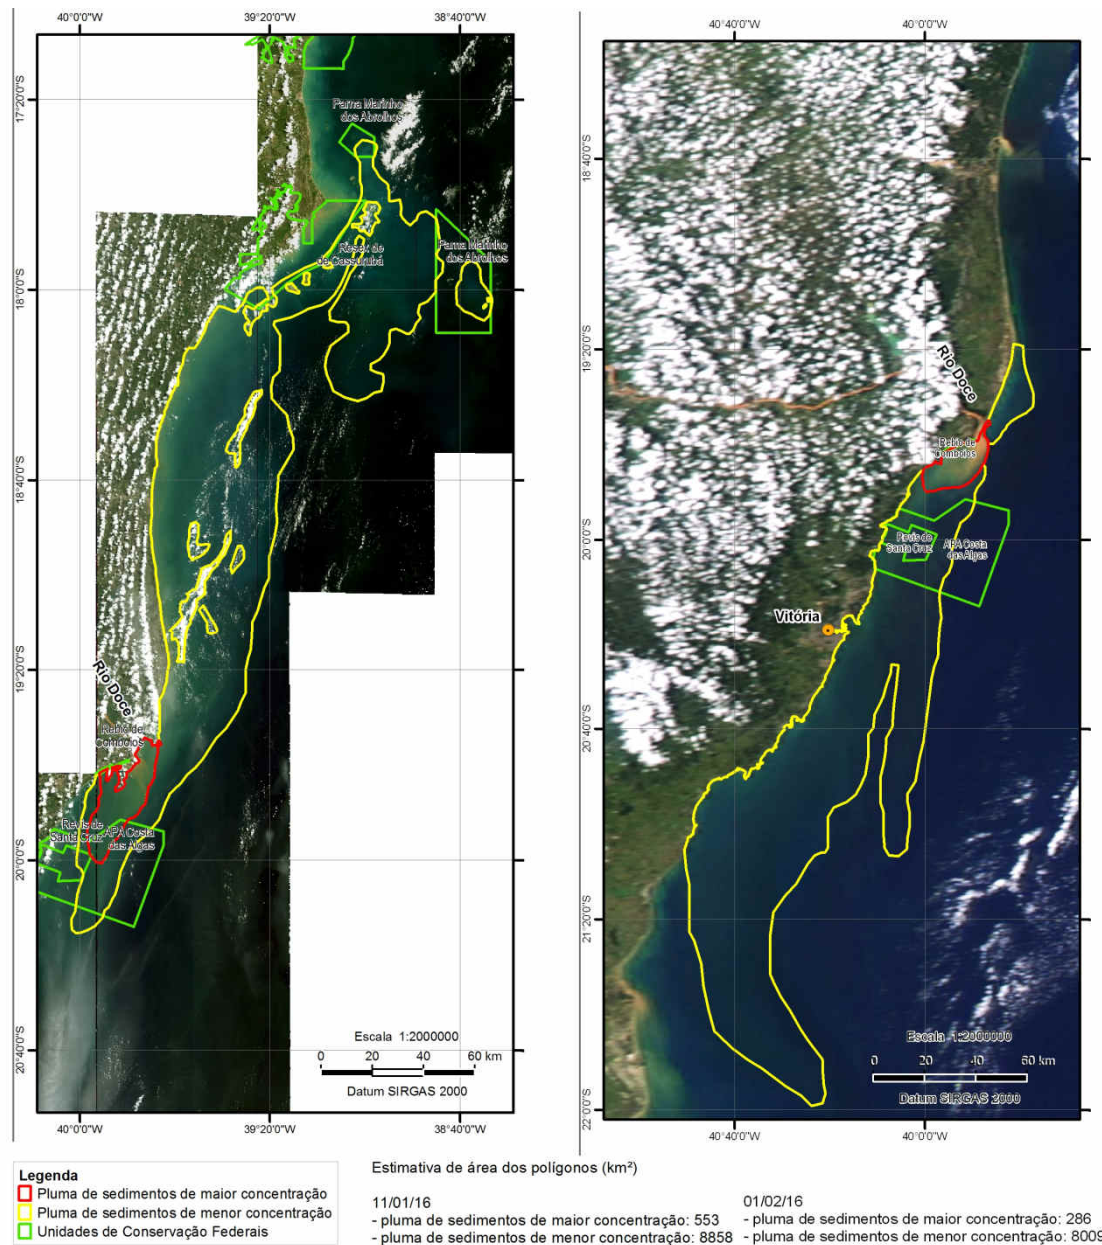 40°0'0"W
39°20'0"W
38°40'0"W
17°20'0"S
18°0'0"S
18°40'0"S
19°20'0"S
20°0'0"S
20°40'0"S
Parna Marinho
dos Abrolhos
Resex de
de Cassurubá
Parna Marinho
dos Abrolhos
Rio Doce
Rebio de
Comboios
Revis de
Santa Cruz
APA Costa
das Algas
Escala 1:2000000
0 20 40 60 km
Datum SIRGAS 2000
40°0'0"W
39°20'0"W
38°40'0"W
40°40'0"W
40°0'0"W
18°40'0"S
19°20'0"S
20°0'0"S
20°40'0"S
21°20'0"S
22°0'0"S
Rio Doce
Rebio de
Comboios
Revis de
Santa Cruz
APA Costa
das Algas
Vitória
Escala 1:2000000
0 20 40 60 km
Datum SIRGAS 2000
40°40'0"W
40°0'0"W
Legenda
Pluma de sedimentos de maior concentração
Pluma de sedimentos de menor concentração
Unidades de Conservação Federais
Estimativa de área dos polígonos (km²)
11/01/16
- pluma de sedimentos de maior concentração: 553
- pluma de sedimentos de menor concentração: 8858
01/02/16
- pluma de sedimentos de maior concentração: 286
- pluma de sedimentos de menor concentração: 8009